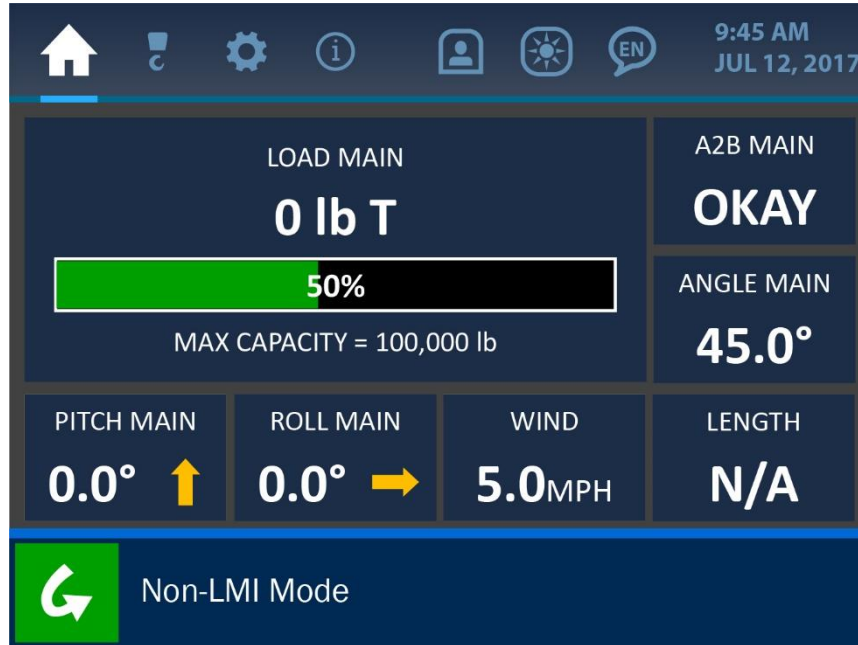 EN
9:45 AM
JUL 12, 2017
LOAD MAIN
0 lb T
50%
MAX CAPACITY = 100,000 lb
A2B MAIN
OKAY
ANGLE MAIN
45.0°
PITCH MAIN
0.0°
ROLL MAIN
0.0°
WIND
5.0MPH
LENGTH
N/A
Non-LMI Mode